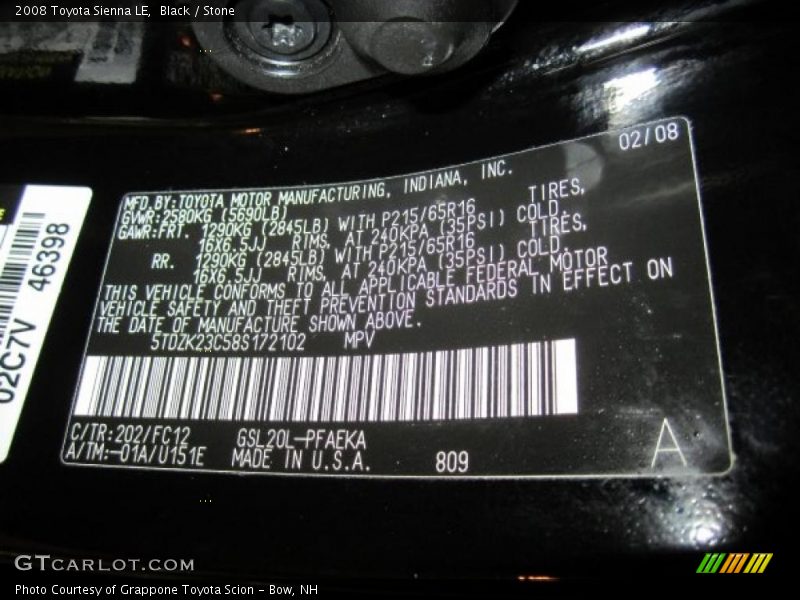 2008 Toyota Sienna LE, Black / Stone
02/08
MFD.BY:TOYOTA MOTOR MANUFACTURING, INDIANA, INC.
GVWR:2580KG (5690LB)
GAWR:FRT. 1290KG (2845LB) WITH P215/65R16 TIRES,
16X6.5JJ RIMS, AT 240KPA (35PSI) COLD.
RR. 1290KG (2845LB) WITH P215/65R16 TIRES,
16X6.5JJ RIMS, AT 240KPA (35PSI) COLD.
THIS VEHICLE CONFORMS TO ALL APPLICABLE FEDERAL MOTOR
VEHICLE SAFETY AND THEFT PREVENTION STANDARDS IN EFFECT ON
THE DATE OF MANUFACTURE SHOWN ABOVE.
5TDZK23C58S172102 MPV
C/TR:202/FC12 GSL20L-PFAEKA
A/TM:-01A/U151E MADE IN U.S.A. 809 A
02C7V 46398
GTCARLOT.COM
Photo Courtesy of Grappone Toyota Scion - Bow, NH